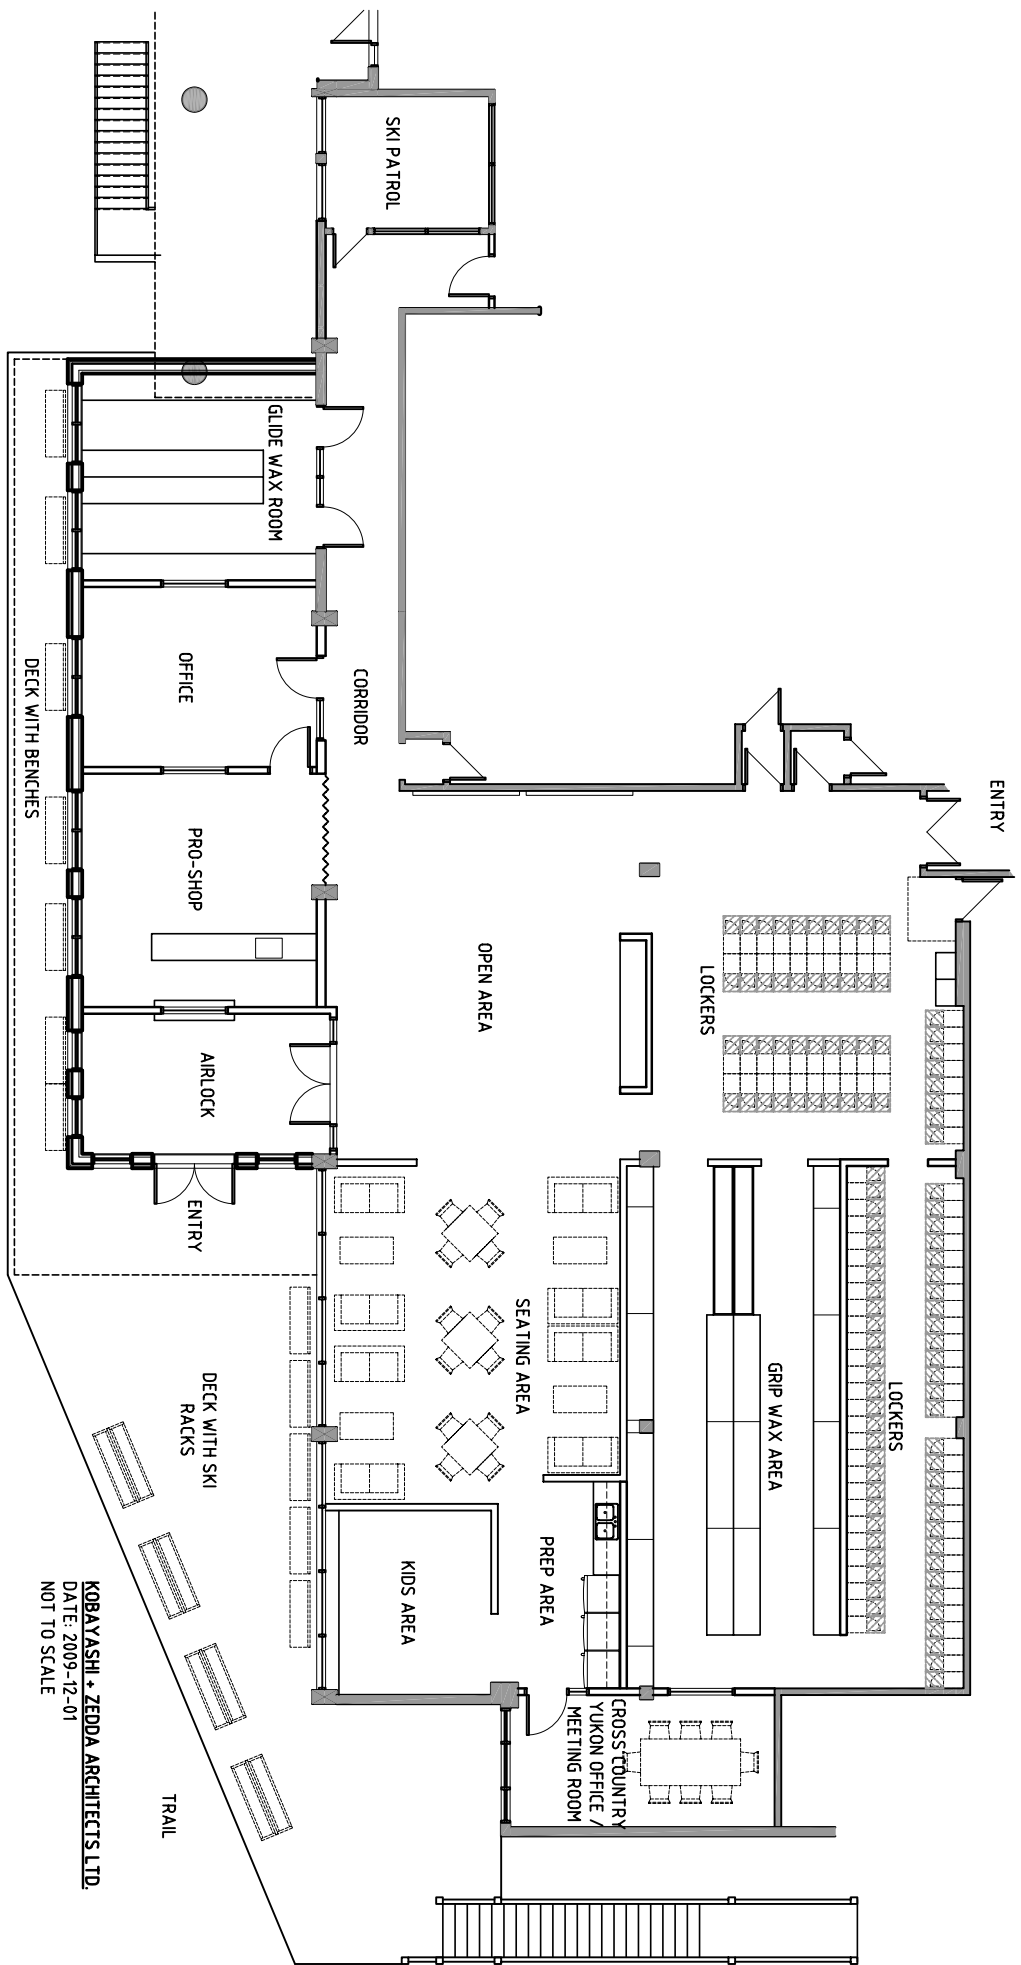 SKI PATROL
GLIDE WAX ROOM
OFFICE
CORRIDOR
DECK WITH BENCHES
PRO-SHOP
ENTRY
OPEN AREA
LOCKERS
AIRLOCK
ENTRY
SEATING AREA
GRIP WAX AREA
LOCKERS
DECK WITH SKI
RACKS
PREP AREA
KIDS AREA
CROSS COUNTRY
YUKON OFFICE /
MEETING ROOM
TRAIL
KOBAYASHI + ZEDDA ARCHITECTS LTD.
DATE: 2009-12-01
NOT TO SCALE